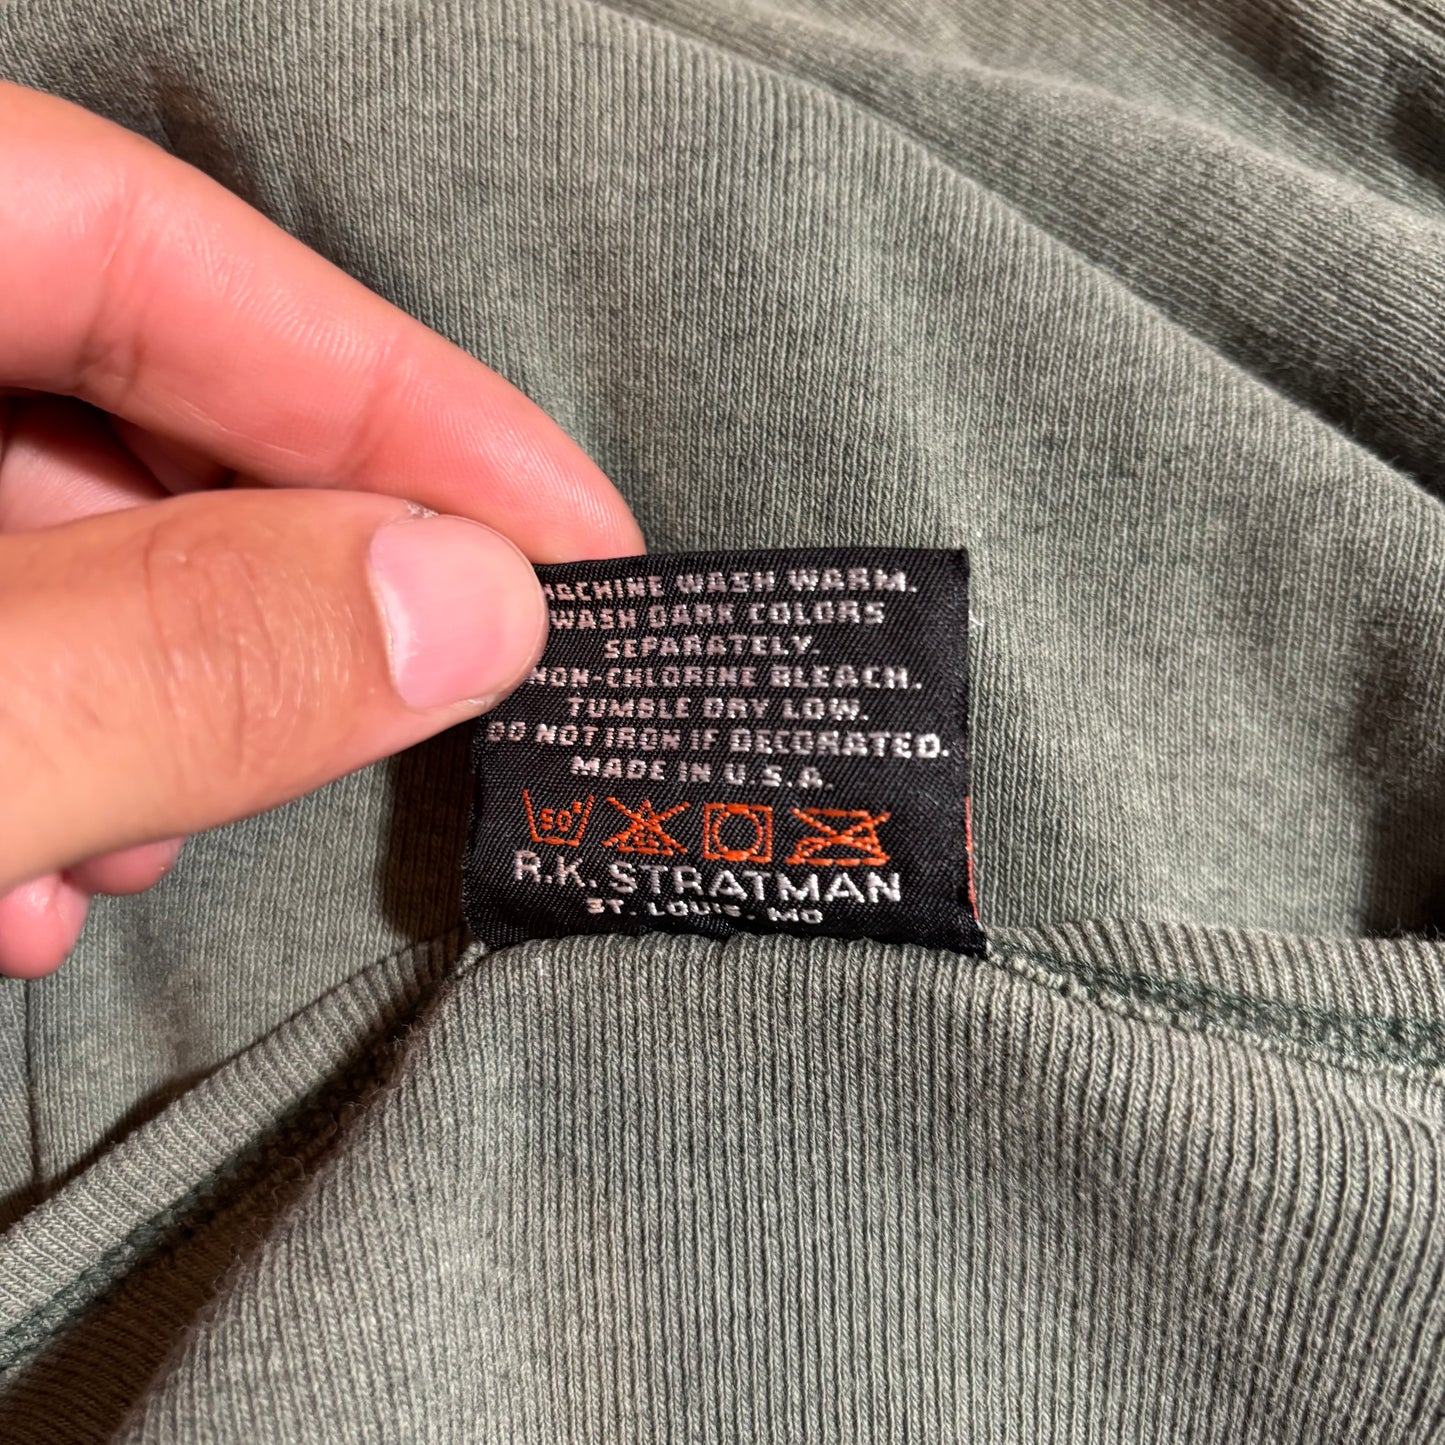 MACHINE WASH WARM.
WASH DARK COLORS
SEPARATELY.
NON-CHLORINE BLEACH.
TUMBLE DRY LOW.
DO NOT IRON IF DECORATED.
MADE IN U.S.A.
50°
R.K. STRATMAN
ST. LOUIS, MO